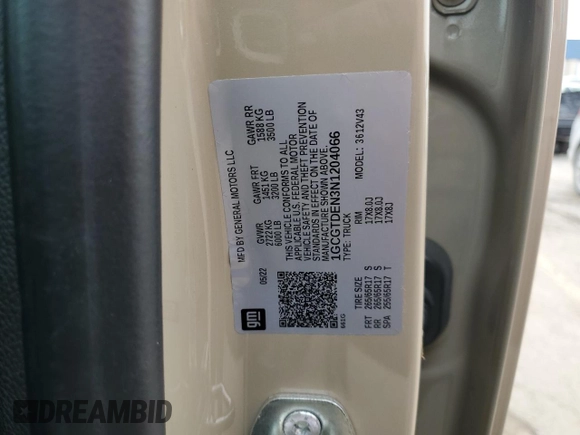 MFD BY GENERAL MOTORS LLC
05/22
GVWR GAWR FRT GAWR RR
2722 KG 1451 KG 1588 KG
6000 LB 3200 LB 3500 LB
THIS VEHICLE CONFORMS TO ALL
APPLICABLE U.S. FEDERAL MOTOR
VEHICLE SAFETY AND THEFT PREVENTION
STANDARDS IN EFFECT ON THE DATE OF
MANUFACTURE SHOWN ABOVE.
1GCGTDEN3N1204066
TYPE: TRUCK MODEL: 3612V43
gm
661G
TIRE SIZE RIM
FRT 265/65R17 S 17X8.0J
RR 265/65R17 S 17X8.0J
SPA 255/65R17 T 17X8J
DREAMBID